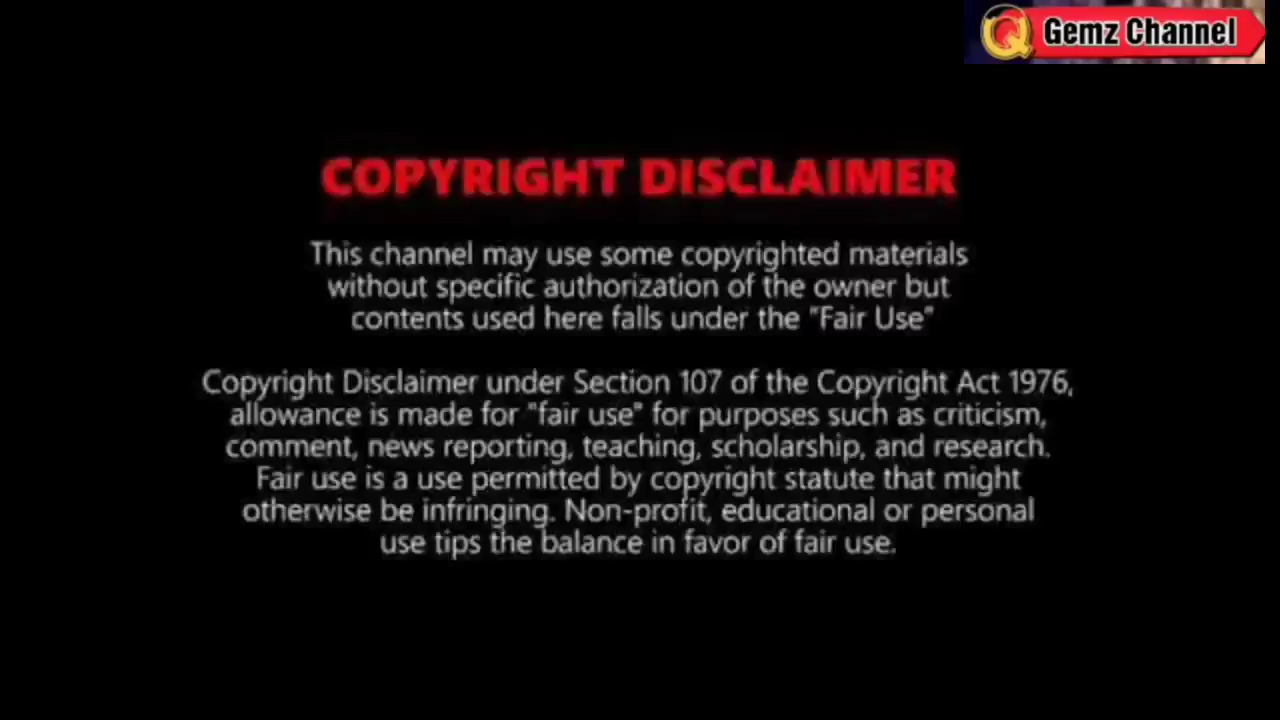 Gemz Channel
COPYRIGHT DISCLAIMER
This channel may use some copyrighted materials
without specific authorization of the owner but
contents used here falls under the "Fair Use"
Copyright Disclaimer under Section 107 of the Copyright Act 1976,
allowance is made for "fair use" for purposes such as criticism,
comment, news reporting, teaching, scholarship, and research.
Fair use is a use permitted by copyright statute that might
otherwise be infringing. Non-profit, educational or personal
use tips the balance in favor of fair use.